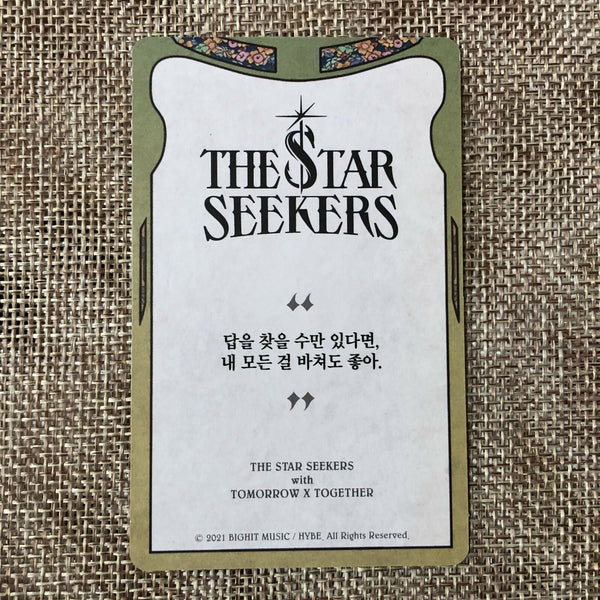 THE STAR
SEEKERS
“
답을 찾을 수만 있다면,
내 모든 걸 바쳐도 좋아.
”
THE STAR SEEKERS
with
TOMORROW X TOGETHER
© 2021 BIGHIT MUSIC / HYBE. All Rights Reserved.